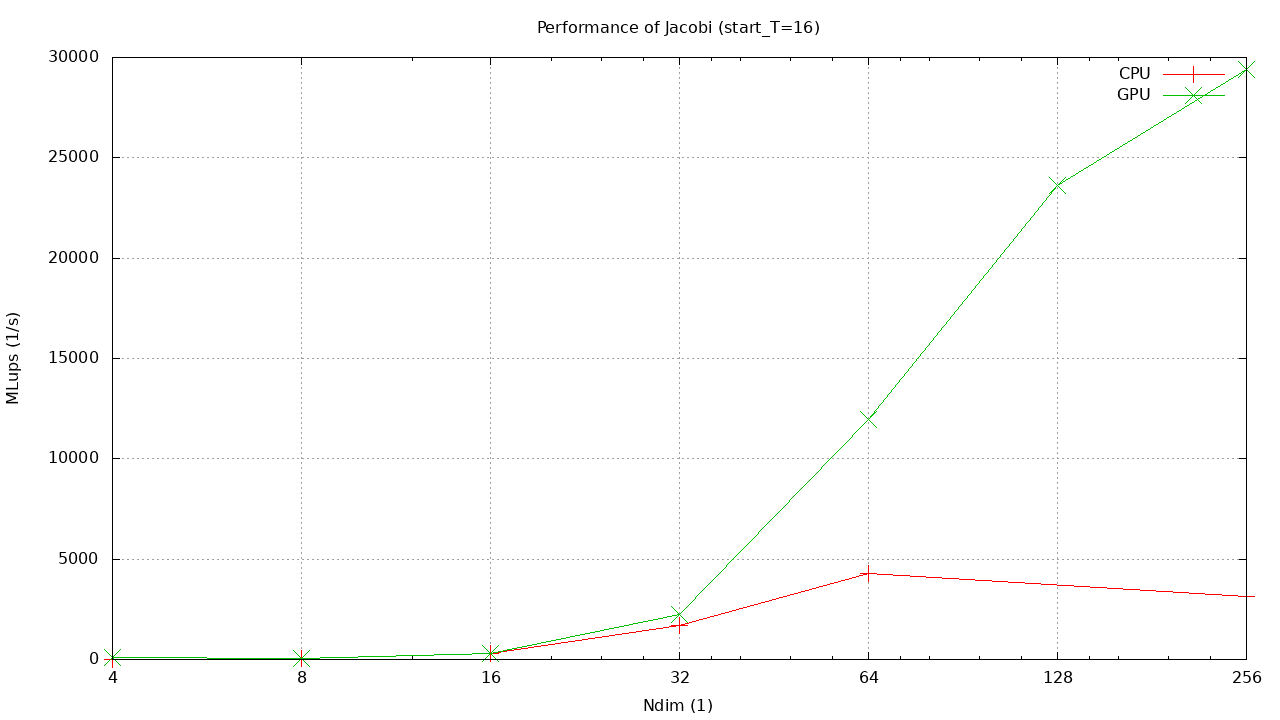 Performance of Jacobi (start_T=16)
30000
25000
20000
15000
10000
5000
0
MLups (1/s)
CPU
GPU
4 8 16 32 64 128 256
Ndim (1)